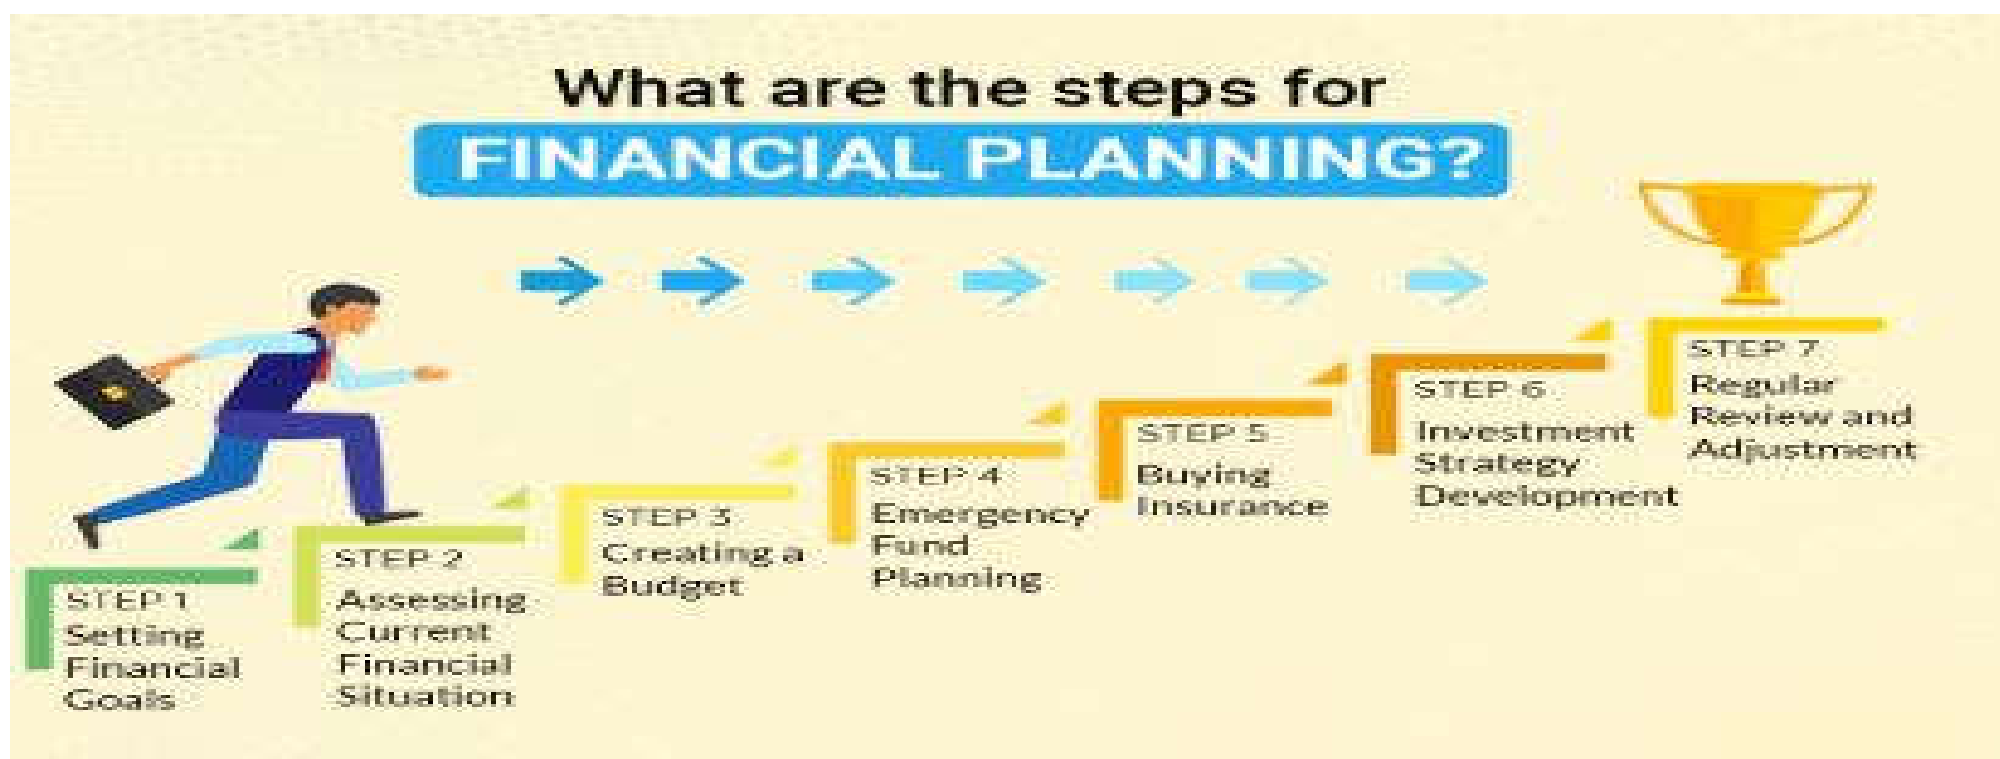 What are the steps for
FINANCIAL PLANNING?
STEP 1
Setting
Financial
Goals
STEP 2
Assessing
Current
Financial
Situation
STEP 3
Creating a
Budget
STEP 4
Emergency
Fund
Planning
STEP 5
Buying
Insurance
STEP 6
Investment
Strategy
Development
STEP 7
Regular
Review and
Adjustment